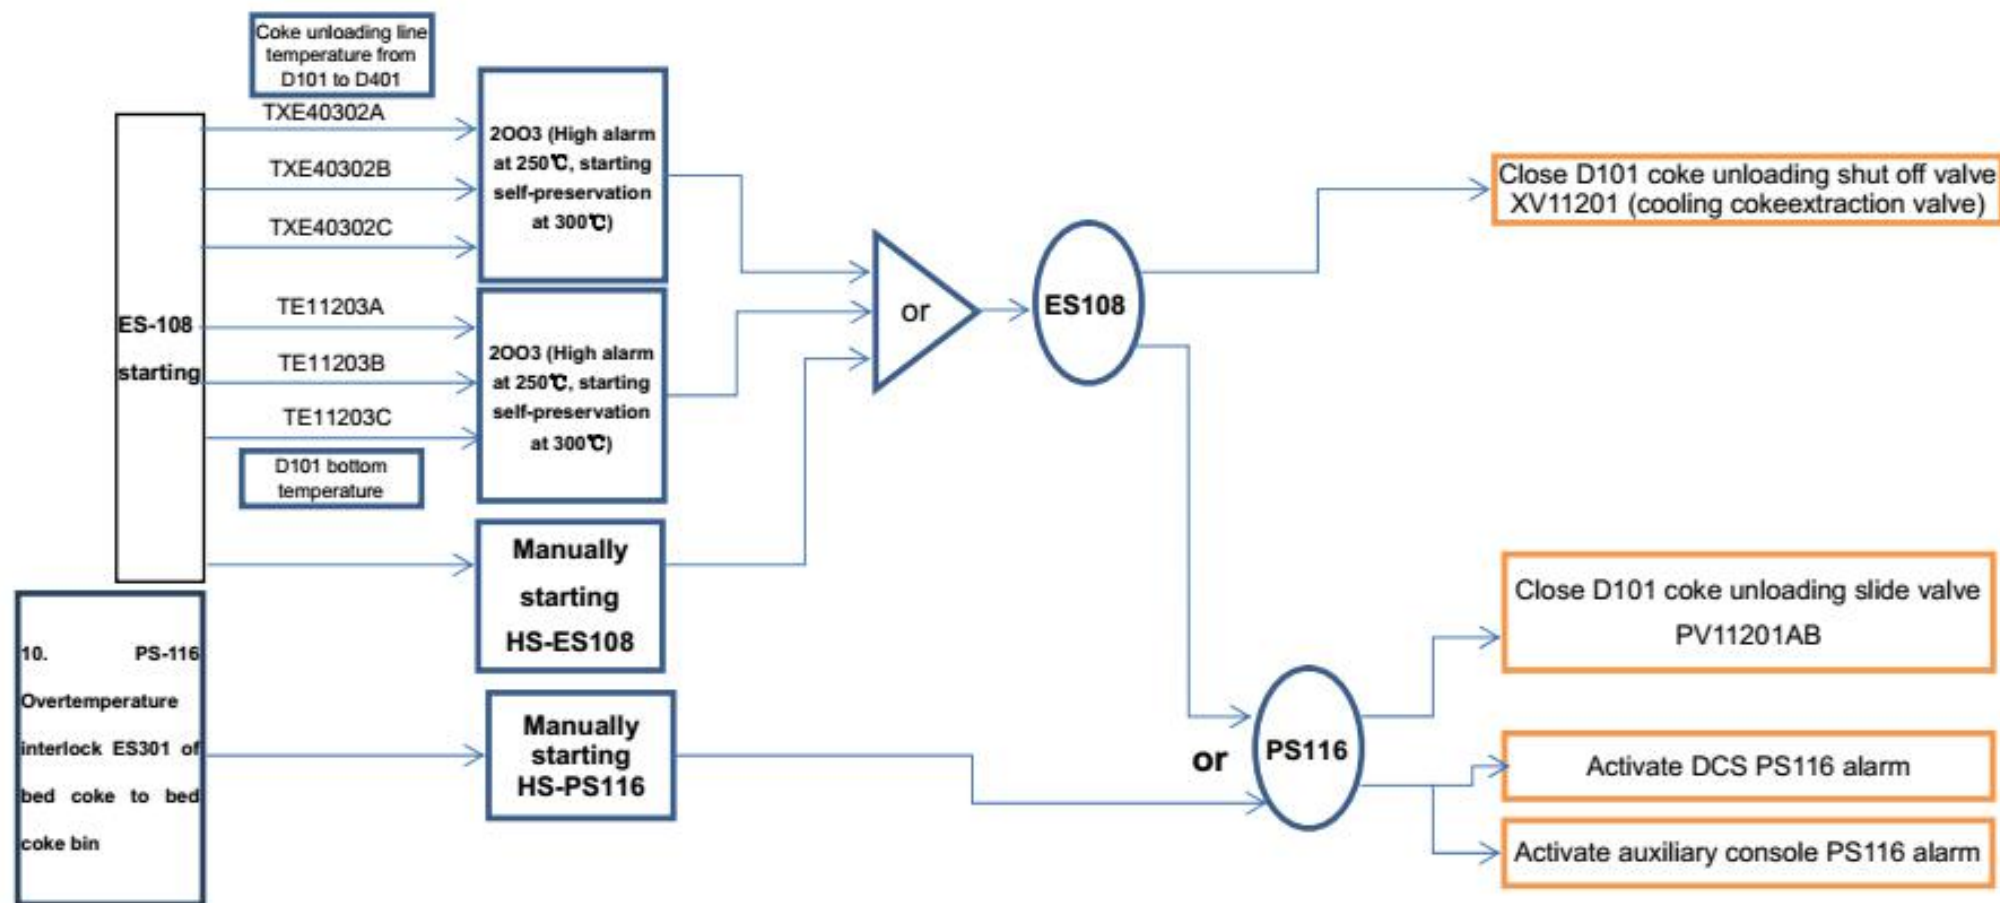 Coke unloading line
temperature from
D101 to D401
TXE40302A
TXE40302B
TXE40302C
2OO3 (High alarm
at 250℃, starting
self-preservation
at 300℃)
ES-108
starting
TE11203A
TE11203B
TE11203C
D101 bottom
temperature
2OO3 (High alarm
at 250℃, starting
self-preservation
at 300℃)
Manually
starting
HS-ES108
or
ES108
Close D101 coke unloading shut off valve
XV11201 (cooling cokeextraction valve)
10. PS-116
Overtemperature
interlock ES301 of
bed coke to bed
coke bin
Manually
starting
HS-PS116
or
PS116
Close D101 coke unloading slide valve
PV11201AB
Activate DCS PS116 alarm
Activate auxiliary console PS116 alarm